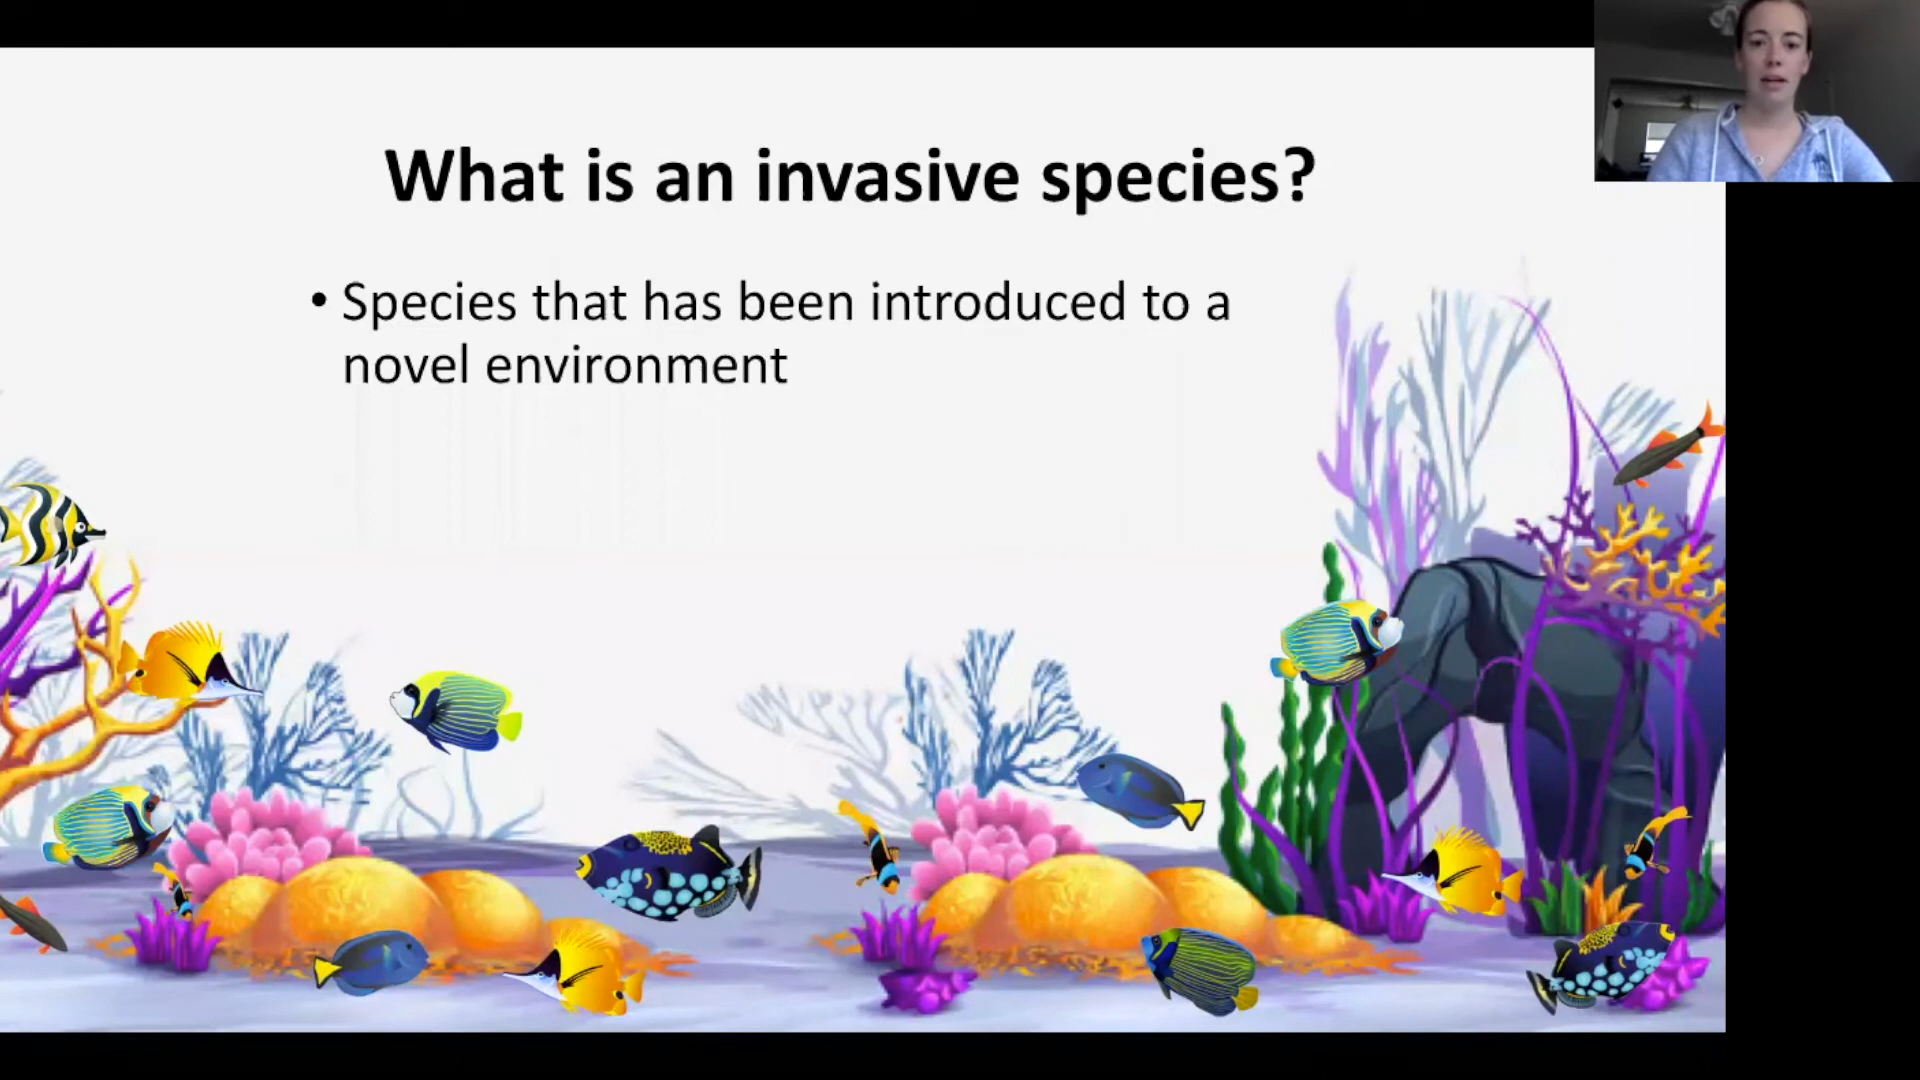 What is an invasive species?
• Species that has been introduced to a
novel environment